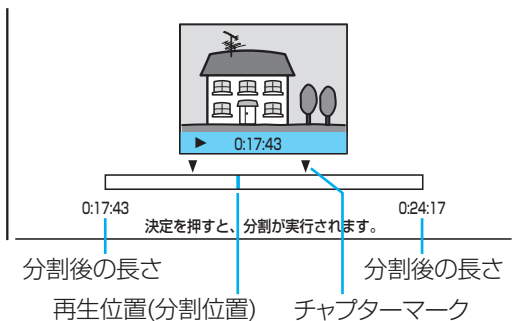 0:17:43
0:17:43
0:24:17
決定を押すと、分割が実行されます。
分割後の長さ
分割後の長さ
再生位置(分割位置)
チャプターマーク